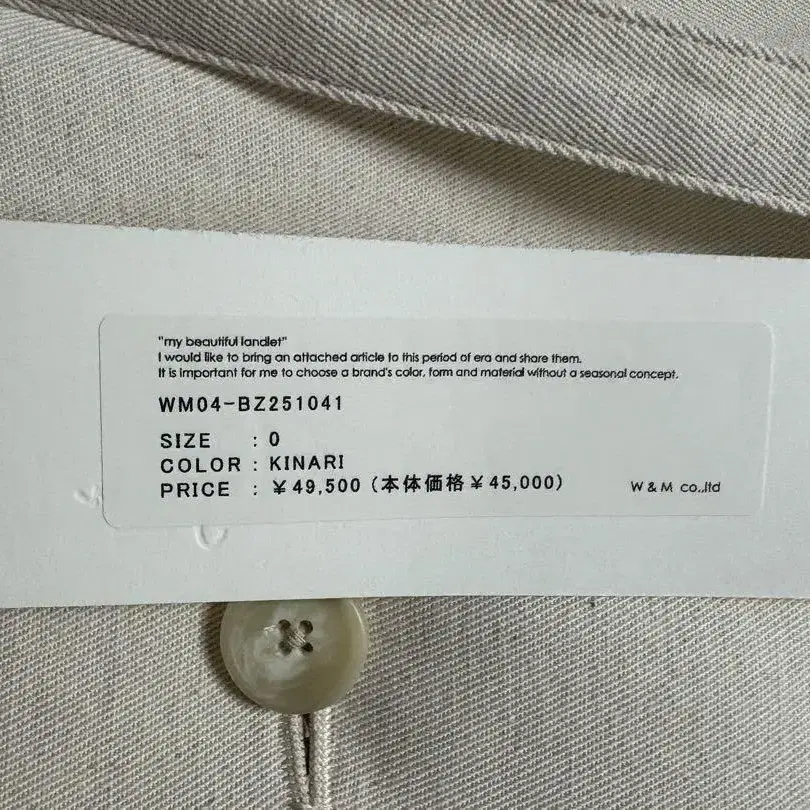 "my beautiful landlet"
I would like to bring an attached article to this period of era and share them.
It is important for me to choose a brand's color, form and material without a seasonal concept.
WM04-BZ251041
SIZE : 0
COLOR : KINARI
PRICE : ¥49,500 (本体価格¥45,000)
W & M co.,ltd